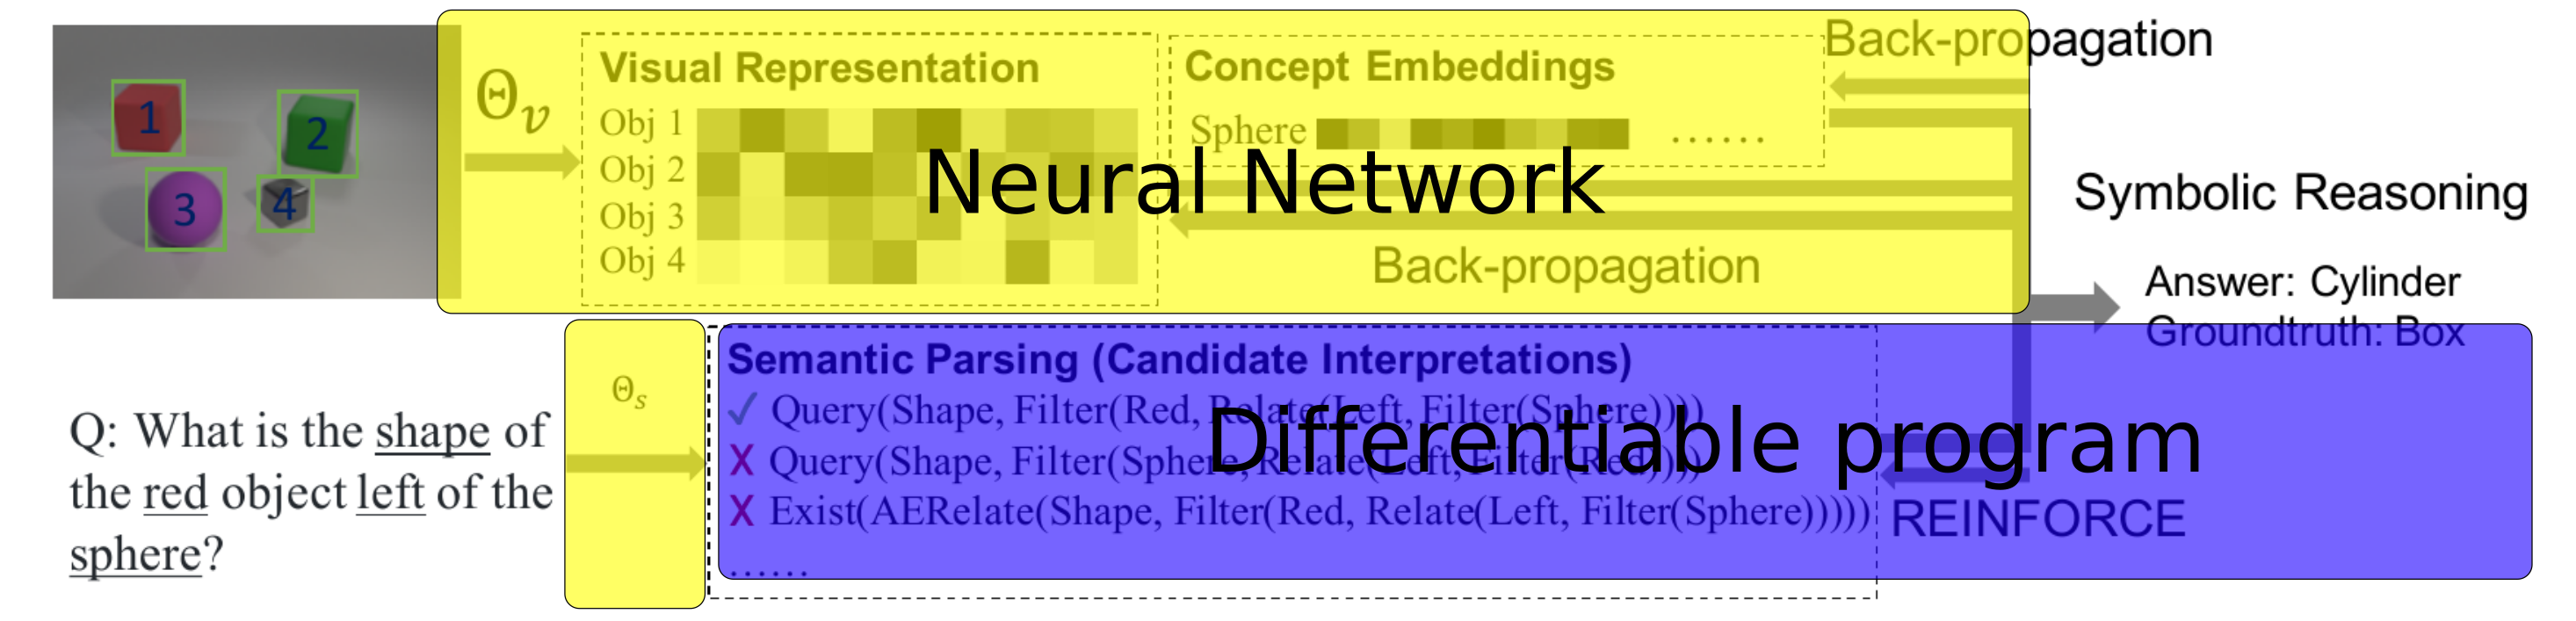 1
2
3
4
Θv
Visual Representation
Obj 1
Obj 2
Obj 3
Obj 4
Concept Embeddings
Sphere ......
Back-propagation
Neural Network
Back-propagation
Symbolic Reasoning
Answer: Cylinder
Groundtruth: Box
Q: What is the shape of
the red object left of the
sphere?
Θs
Semantic Parsing (Candidate Interpretations)
✓ Query(Shape, Filter(Red, Relate(Left, Filter(Sphere))))
X Query(Shape, Filter(Sphere, Relate(Left, Filter(Red))))
X Exist(AERelate(Shape, Filter(Red, Relate(Left, Filter(Sphere)))))
......
Differentiable program
REINFORCE